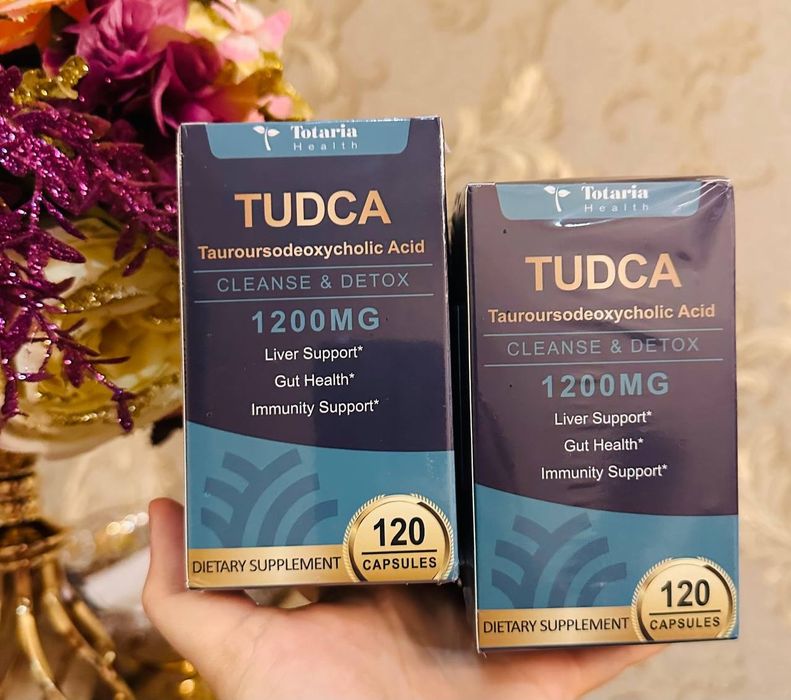 Totaria
Health
TUDCA
Tauroursodeoxycholic Acid
CLEANSE & DETOX
1200MG
Liver Support*
Gut Health*
Immunity Support*
DIETARY SUPPLEMENT
120
CAPSULES
Totaria
Health
TUDCA
Tauroursodeoxycholic Acid
CLEANSE & DETOX
1200MG
Liver Support*
Gut Health*
Immunity Support*
DIETARY SUPPLEMENT
120
CAPSULES